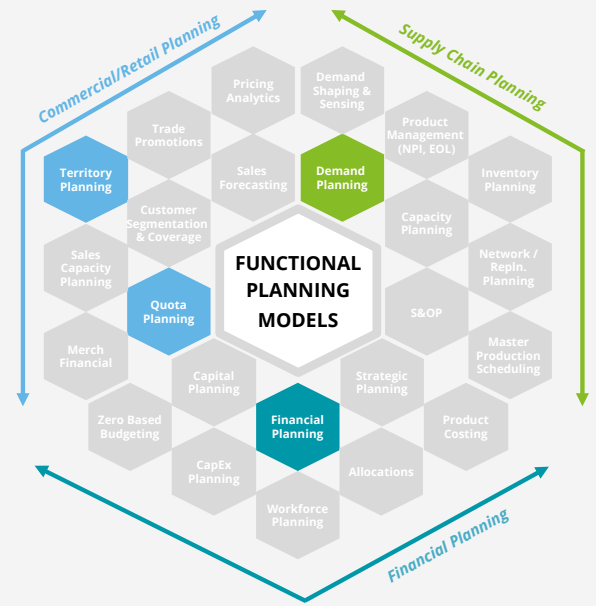 Commercial/Retail Planning
Supply Chain Planning
Pricing
Analytics
Demand
Shaping &
Sensing
Trade
Promotions
Product
Management
(NPI, EOL)
Territory
Planning
Sales
Forecasting
Demand
Planning
Inventory
Planning
Customer
Segmentation
& Coverage
Capacity
Planning
Sales
Capacity
Planning
FUNCTIONAL
PLANNING
MODELS
Network /
Repln.
Planning
Quota
Planning
S&OP
Merch
Financial
Master
Production
Scheduling
Capital
Planning
Strategic
Planning
Zero Based
Budgeting
Financial
Planning
Product
Costing
CapEx
Planning
Allocations
Workforce
Planning
Financial Planning